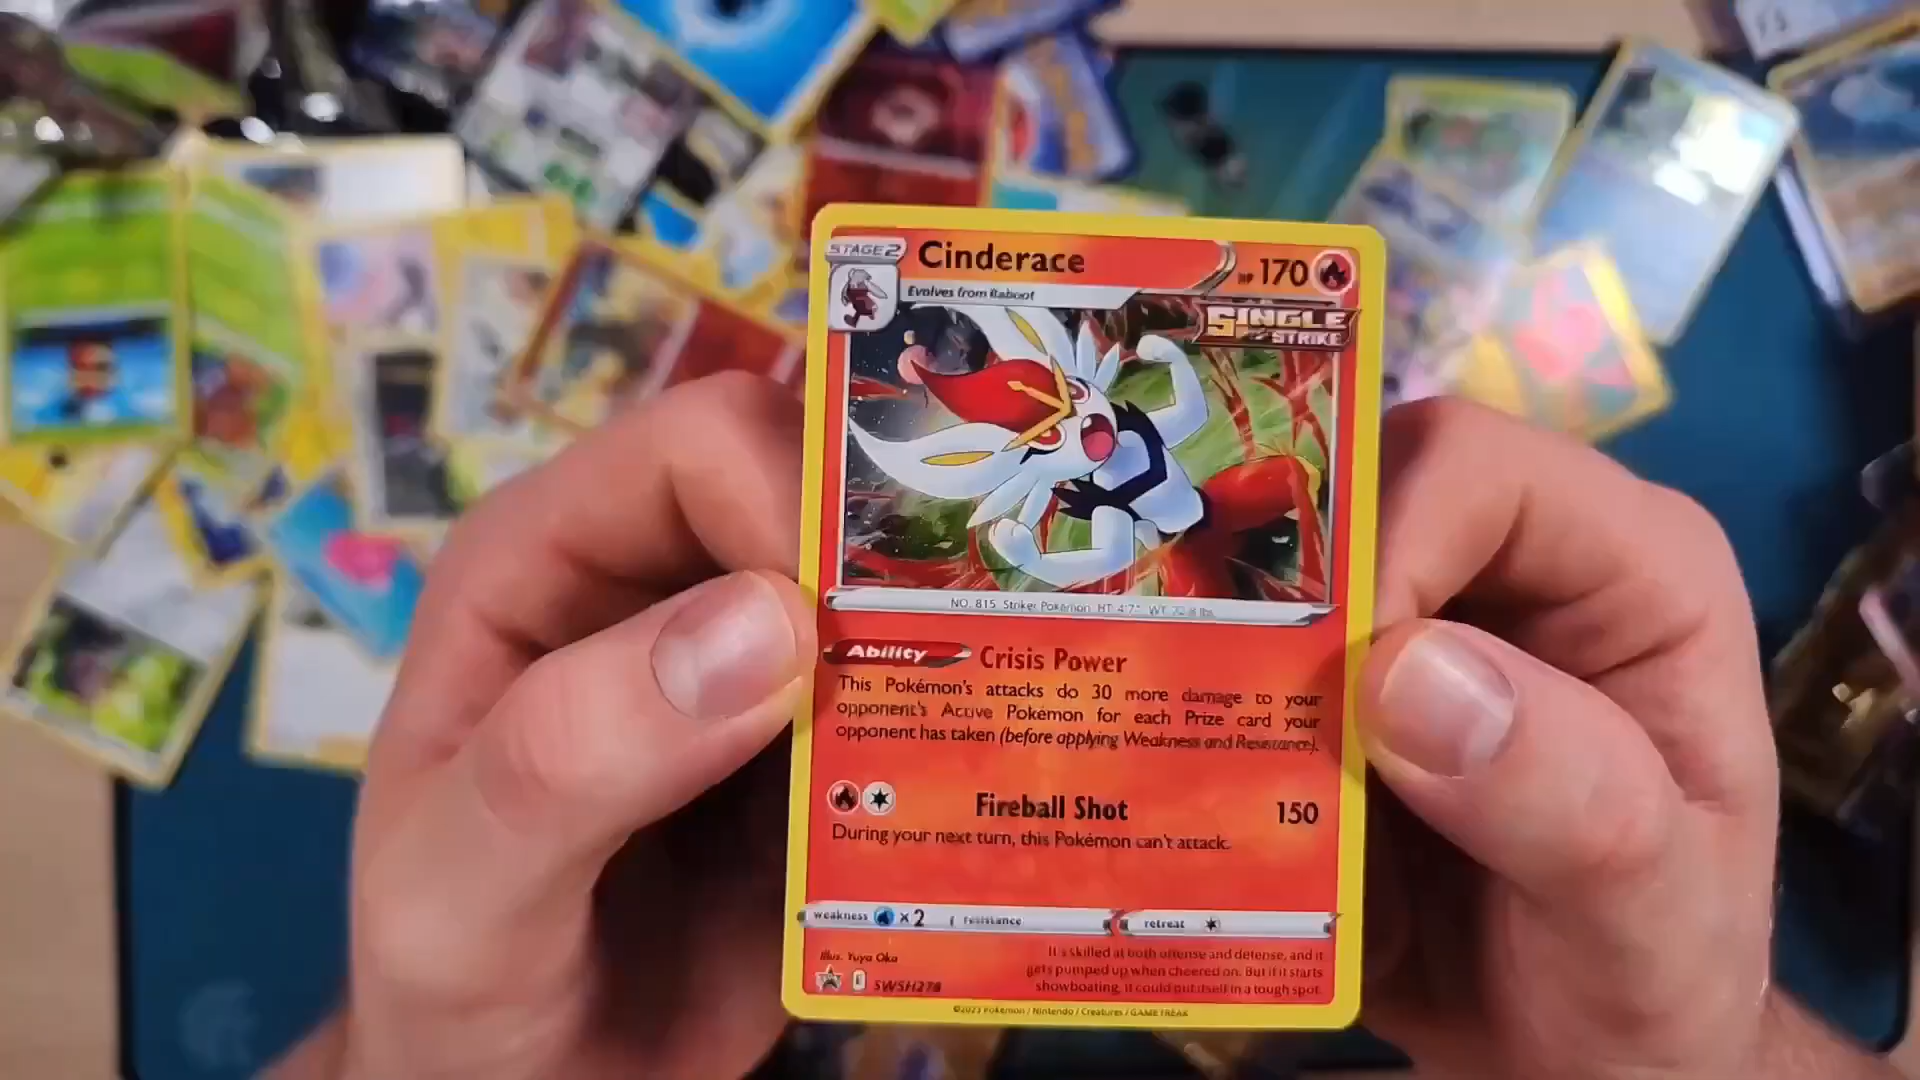 STAGE 2
Cinderace
HP 170
Evolves from Raboot
SINGLE
STRIKE
NO. 815 Striker Pokémon HT: 4'7" WT: 72.8 lbs.
Ability Crisis Power
This Pokémon's attacks do 30 more damage to your
opponent's Active Pokémon for each Prize card your
opponent has taken (before applying Weakness and Resistance).
Fireball Shot 150
During your next turn, this Pokémon can't attack.
weakness ×2 resistance retreat
Illus. Yuya Oka
It's skilled at both offense and defense, and it
gets pumped up when cheered on. But if it starts
showboating, it could put itself in a tough spot.
E SWSH278
©2023 Pokémon / Nintendo / Creatures / GAME FREAK